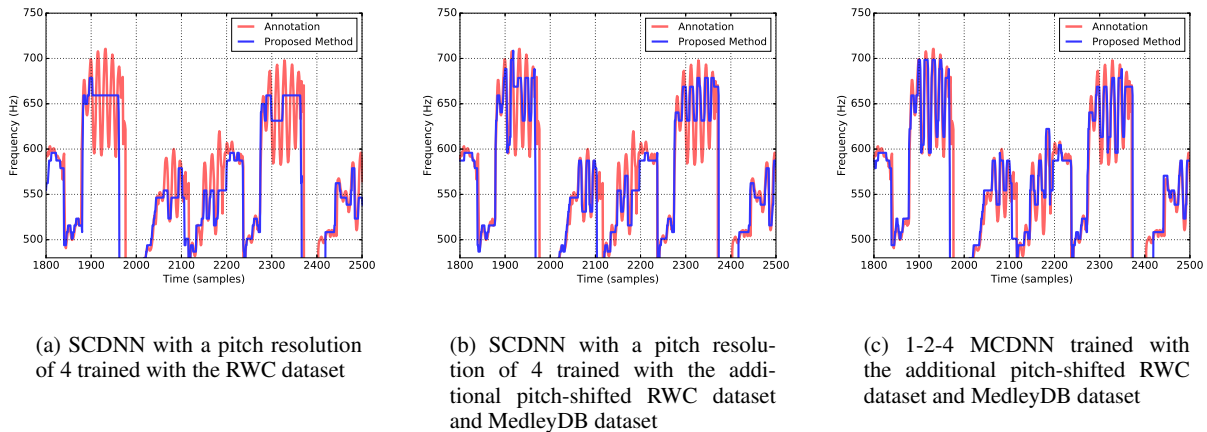 750
700
650
600
550
500
Frequency (Hz)
Annotation
Proposed Method
1800 1900 2000 2100 2200 2300 2400 2500
Time (samples)
(a) SCDNN with a pitch resolution
of 4 trained with the RWC dataset
750
700
650
600
550
500
Frequency (Hz)
Annotation
Proposed Method
1800 1900 2000 2100 2200 2300 2400 2500
Time (samples)
(b) SCDNN with a pitch resolu-
tion of 4 trained with the addi-
tional pitch-shifted RWC dataset
and MedleyDB dataset
750
700
650
600
550
500
Frequency (Hz)
Annotation
Proposed Method
1800 1900 2000 2100 2200 2300 2400 2500
Time (samples)
(c) 1-2-4 MCDNN trained with
the additional pitch-shifted RWC
dataset and MedleyDB dataset